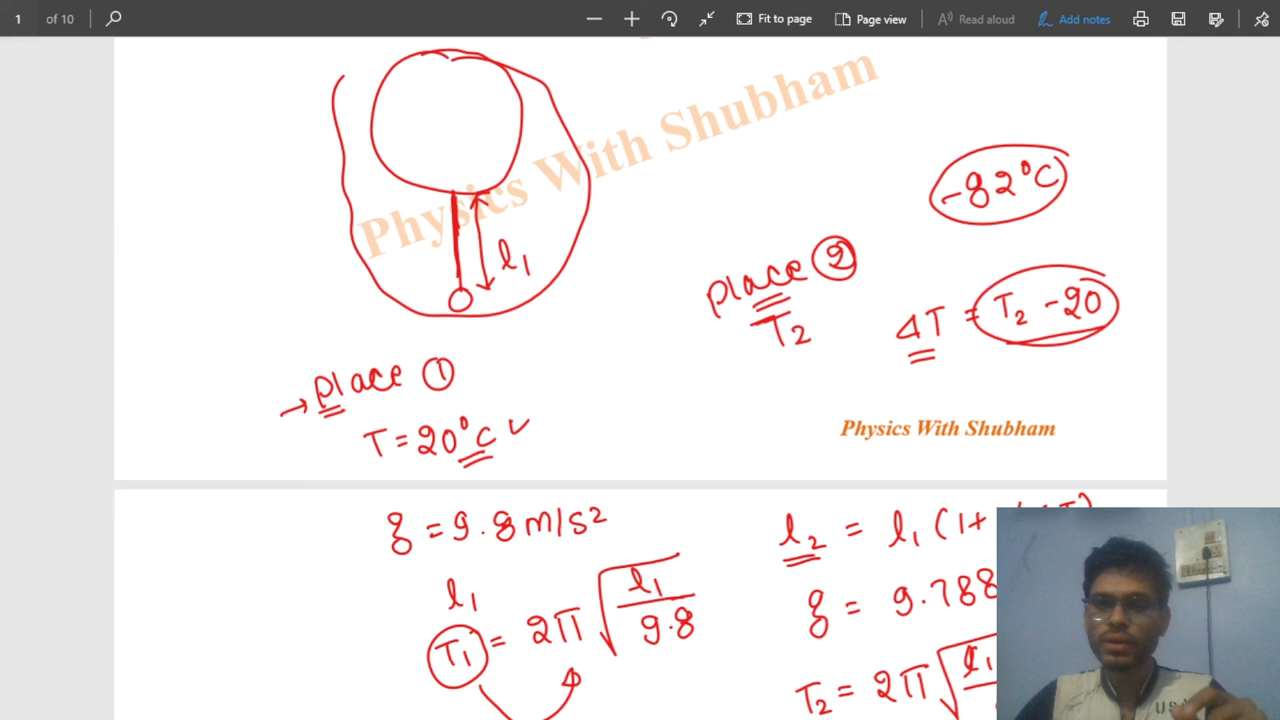 1 of 10
Fit to page
Page view
Read aloud
Add notes
Physics With Shubham
l₁
-82°C
place ②
T₂
ΔT = T₂ - 20
→ place ①
T = 20°C ✓
Physics With Shubham
g = 9.8 m/s²
l₁
T₁ = 2π √(l₁/9.8)
l₂ = l₁ (1+
g = 9.788
T₂ = 2π √l₁